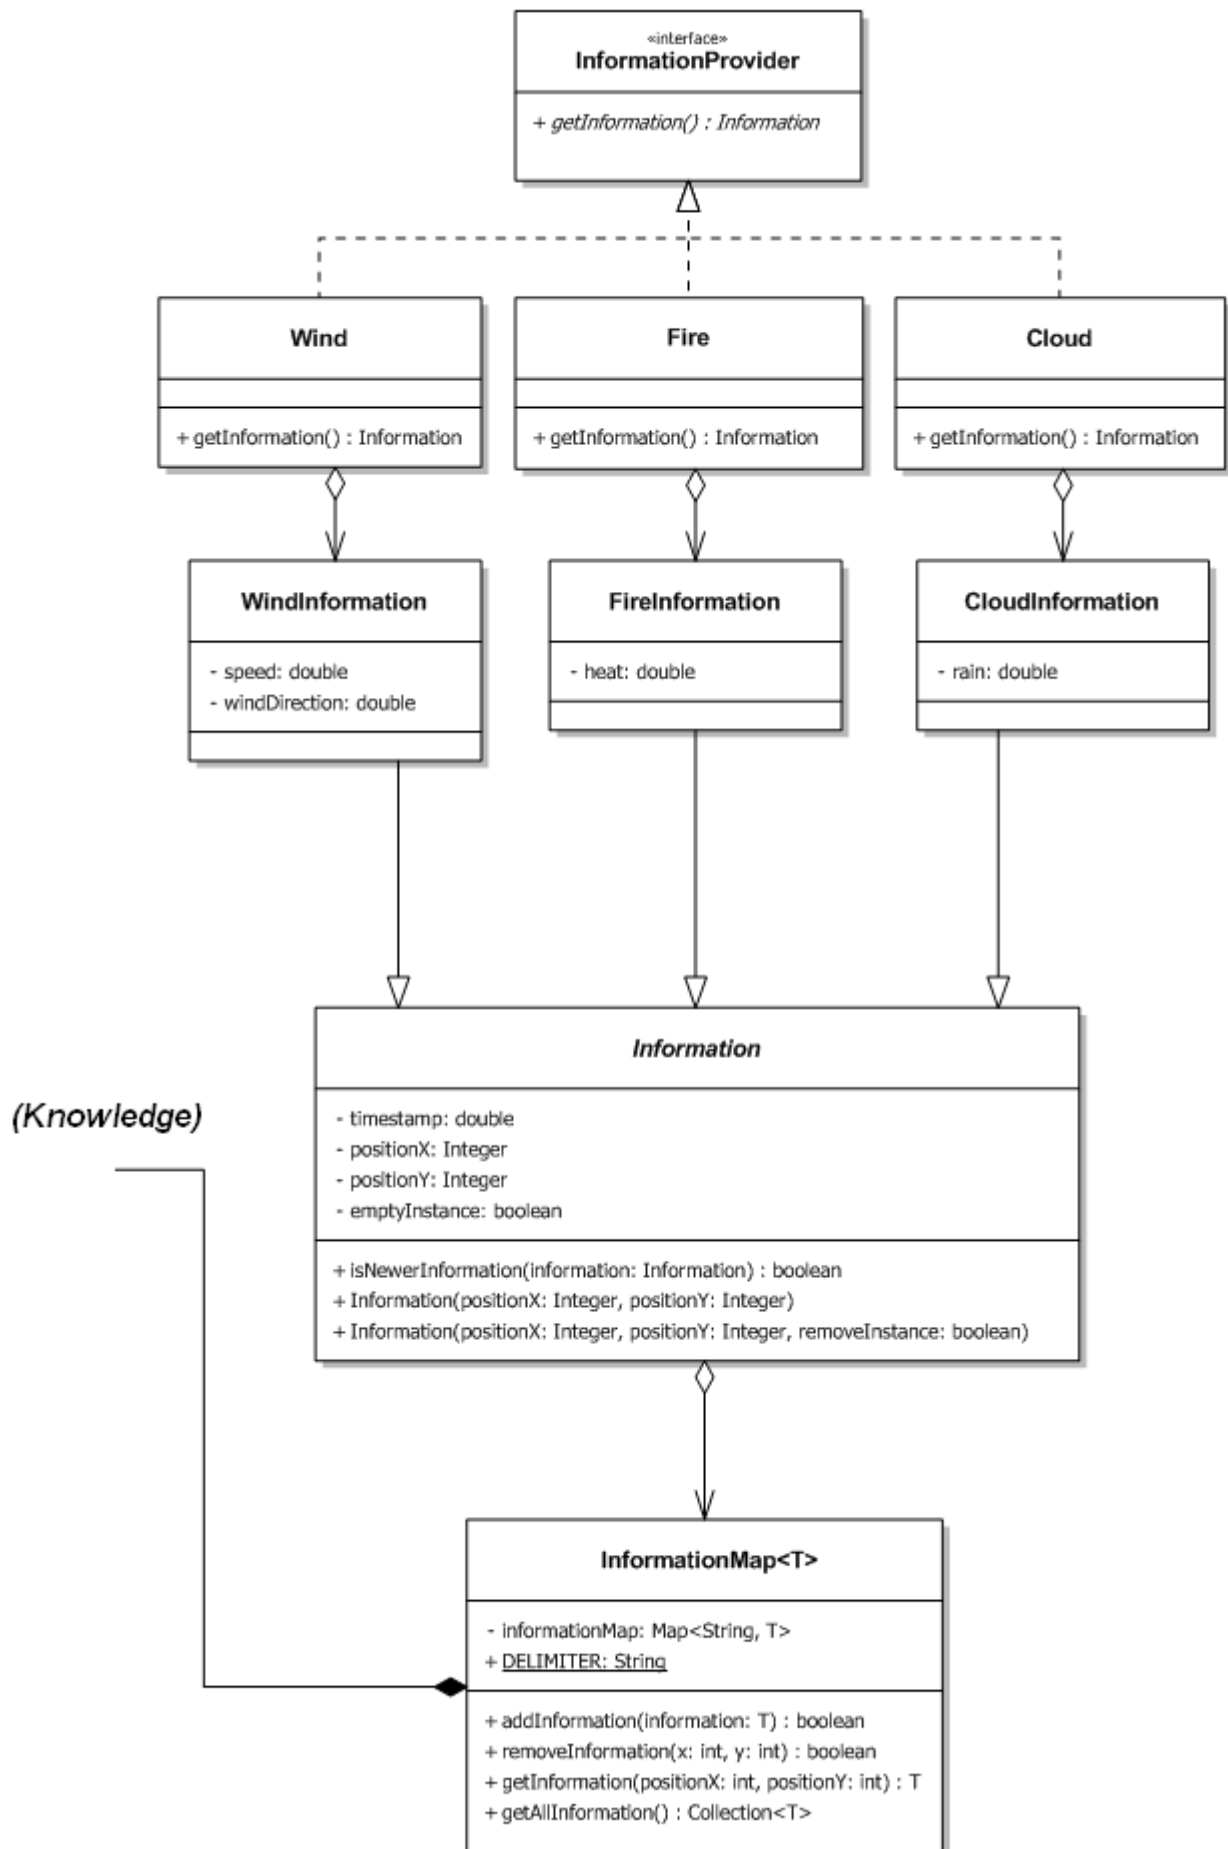 «interface»
InformationProvider
+ getInformation() : Information
Wind
+ getInformation() : Information
Fire
+ getInformation() : Information
Cloud
+ getInformation() : Information
WindInformation
- speed: double
- windDirection: double
FireInformation
- heat: double
CloudInformation
- rain: double
Information
- timestamp: double
- positionX: Integer
- positionY: Integer
- emptyInstance: boolean
+ isNewerInformation(information: Information) : boolean
+ Information(positionX: Integer, positionY: Integer)
+ Information(positionX: Integer, positionY: Integer, removeInstance: boolean)
(Knowledge)
InformationMap<T>
- informationMap: Map<String, T>
+ DELIMITER: String
+ addInformation(information: T) : boolean
+ removeInformation(x: int, y: int) : boolean
+ getInformation(positionX: int, positionY: int) : T
+ getAllInformation() : Collection<T>